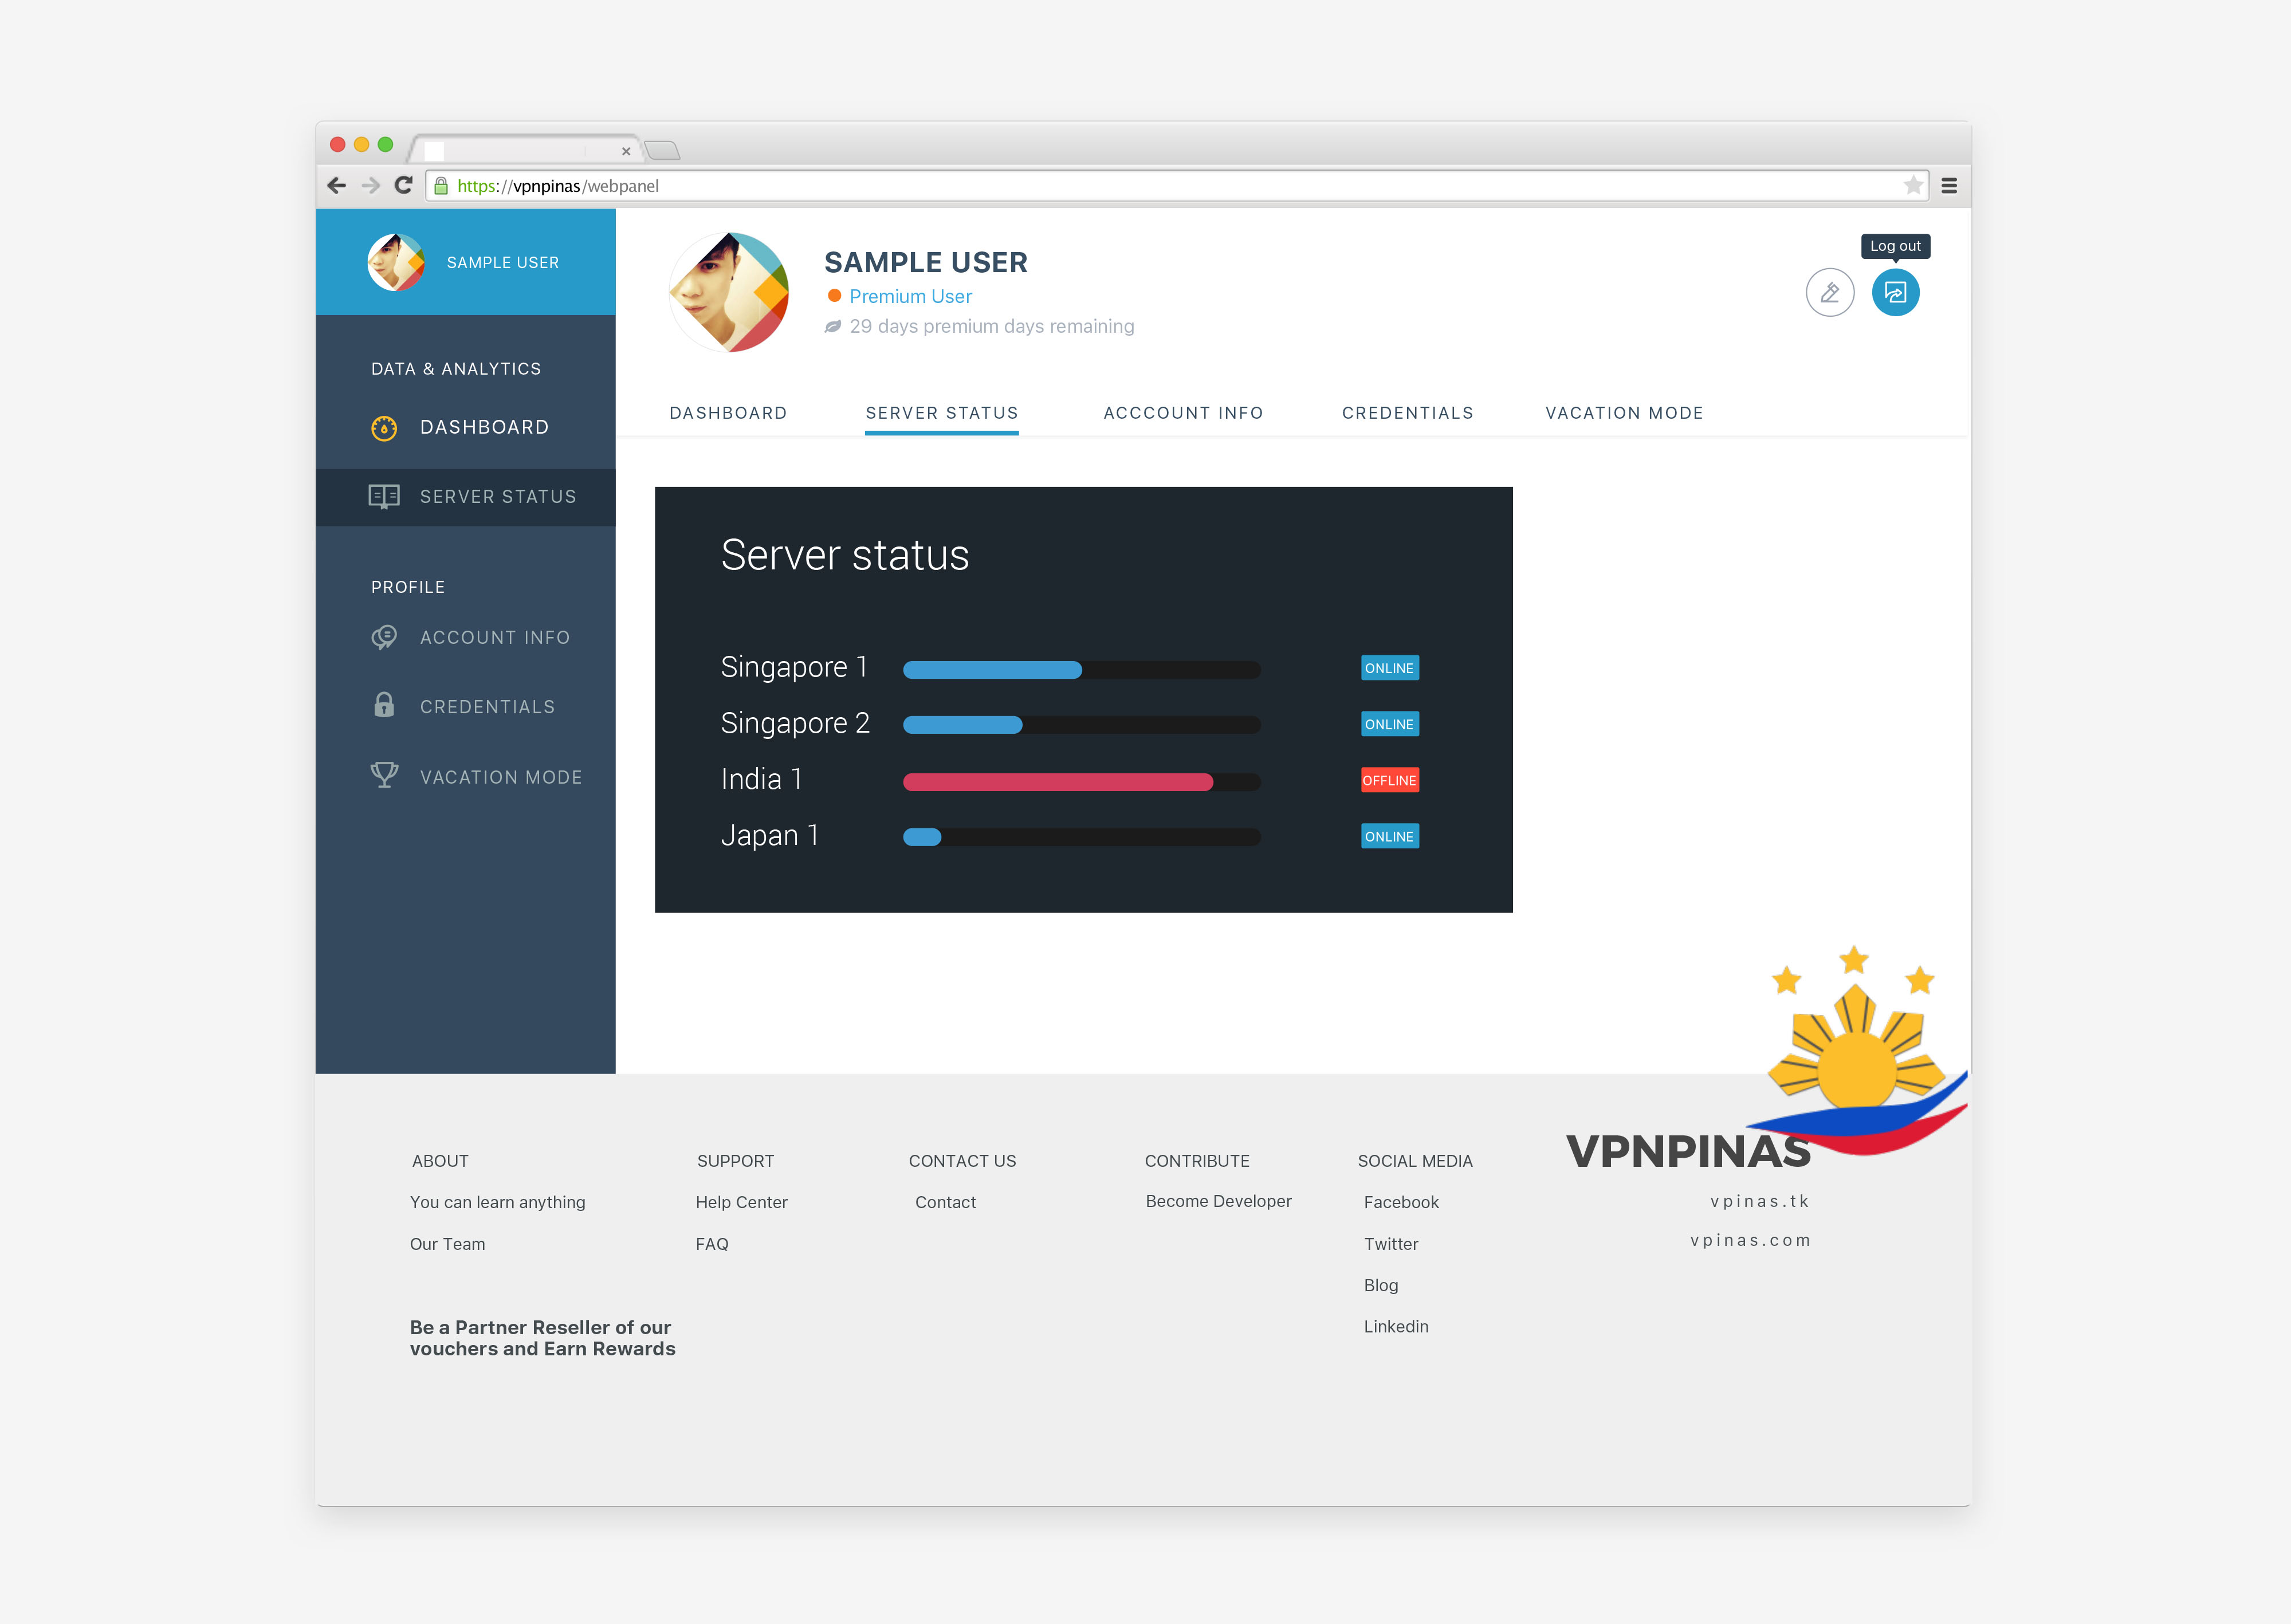 https://vpnpinas/webpanel
SAMPLE USER
DATA & ANALYTICS
DASHBOARD
SERVER STATUS
PROFILE
ACCOUNT INFO
CREDENTIALS
VACATION MODE
SAMPLE USER
Premium User
29 days premium days remaining
Log out
DASHBOARD SERVER STATUS ACCCOUNT INFO CREDENTIALS VACATION MODE
Server status
Singapore 1 ONLINE
Singapore 2 ONLINE
India 1 OFFLINE
Japan 1 ONLINE
ABOUT
You can learn anything
Our Team
Be a Partner Reseller of our
vouchers and Earn Rewards
SUPPORT
Help Center
FAQ
CONTACT US
Contact
CONTRIBUTE
Become Developer
SOCIAL MEDIA
Facebook
Twitter
Blog
Linkedin
VPNPINAS
vpinas.tk
vpinas.com